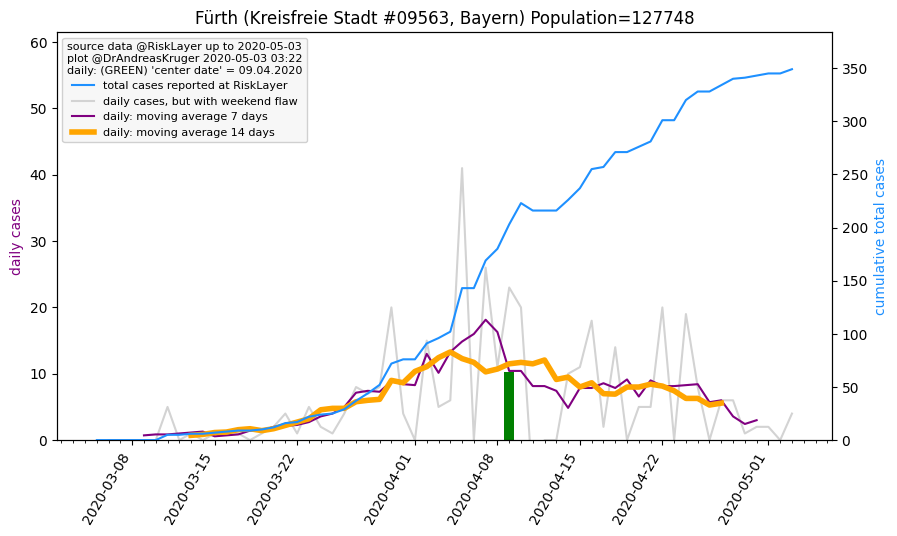 Fürth (Kreisfreie Stadt #09563, Bayern) Population=127748
source data @RiskLayer up to 2020-05-03
plot @DrAndreasKruger 2020-05-03 03:22
daily: (GREEN) 'center date' = 09.04.2020
total cases reported at RiskLayer
daily cases, but with weekend flaw
daily: moving average 7 days
daily: moving average 14 days
daily cases
60
50
40
30
20
10
0
cumulative total cases
350
300
250
200
150
100
50
0
2020-03-08
2020-03-15
2020-03-22
2020-04-01
2020-04-08
2020-04-15
2020-04-22
2020-05-01